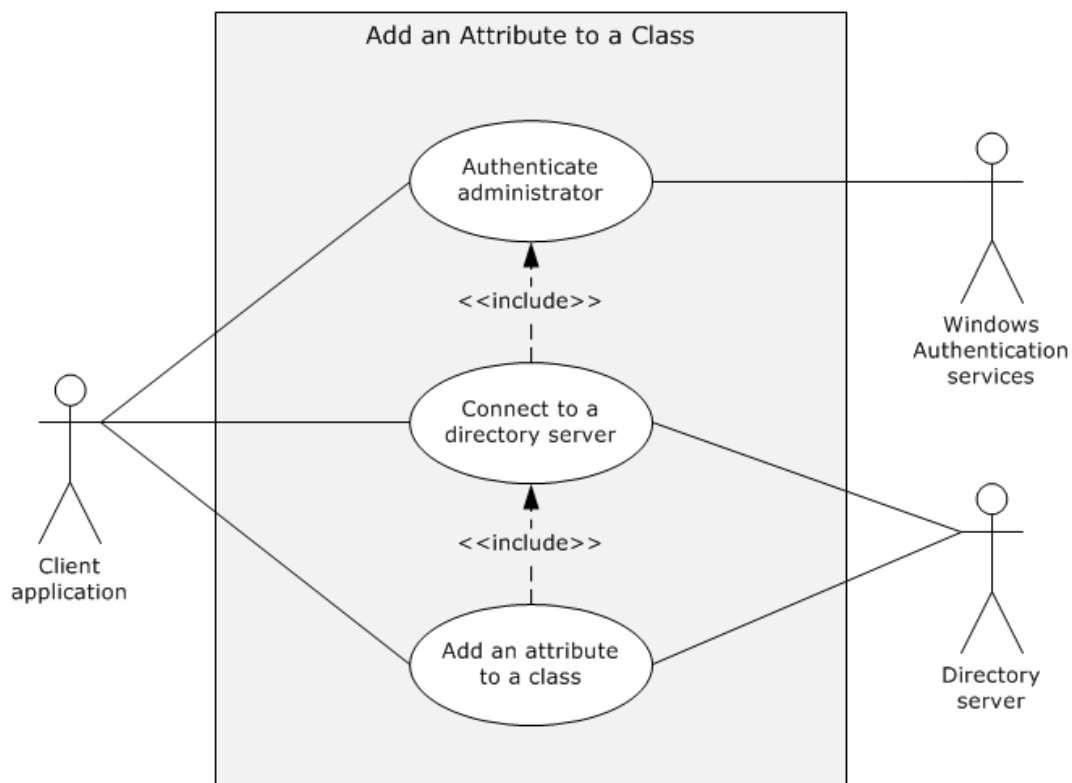 Add an Attribute to a Class
Authenticate
administrator
<<include>>
Windows
Authentication
services
Connect to a
directory server
Client
application
<<include>>
Add an attribute
to a class
Directory
server